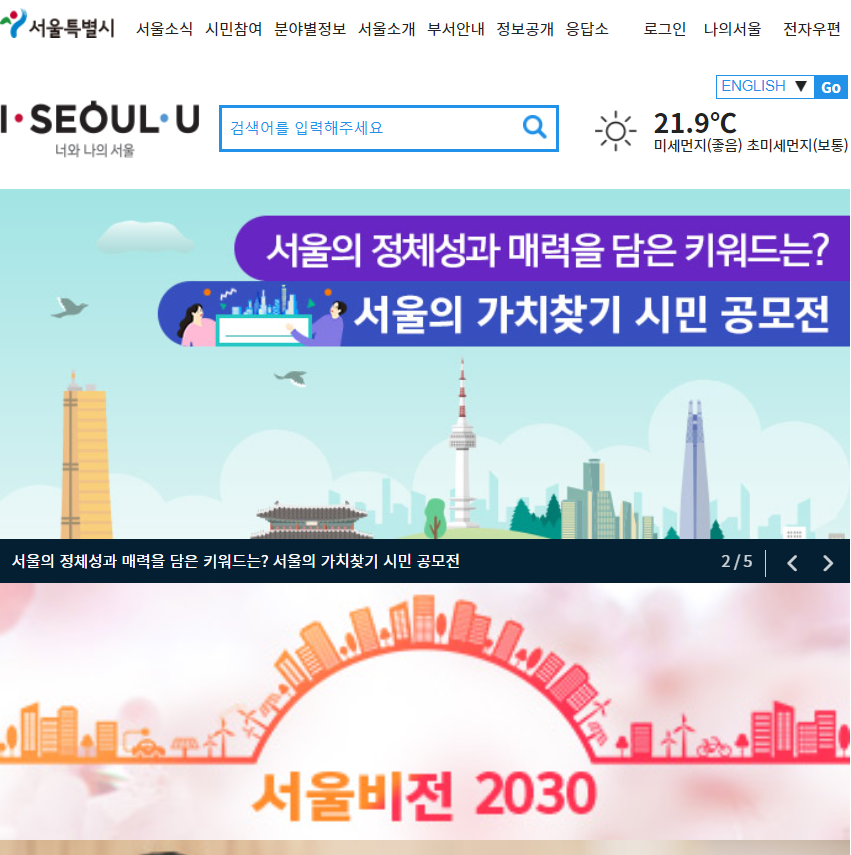 서울특별시 서울소식 시민참여 분야별정보 서울소개 부서안내 정보공개 응답소 로그인 나의서울 전자우편
ENGLISH ▼ Go
I·SEOUL·U
너와 나의 서울
검색어를 입력해주세요
21.9℃
미세먼지(좋음) 초미세먼지(보통)
서울의 정체성과 매력을 담은 키워드는?
서울의 가치찾기 시민 공모전
서울의 정체성과 매력을 담은 키워드는? 서울의 가치찾기 시민 공모전 2 / 5
서울비전 2030